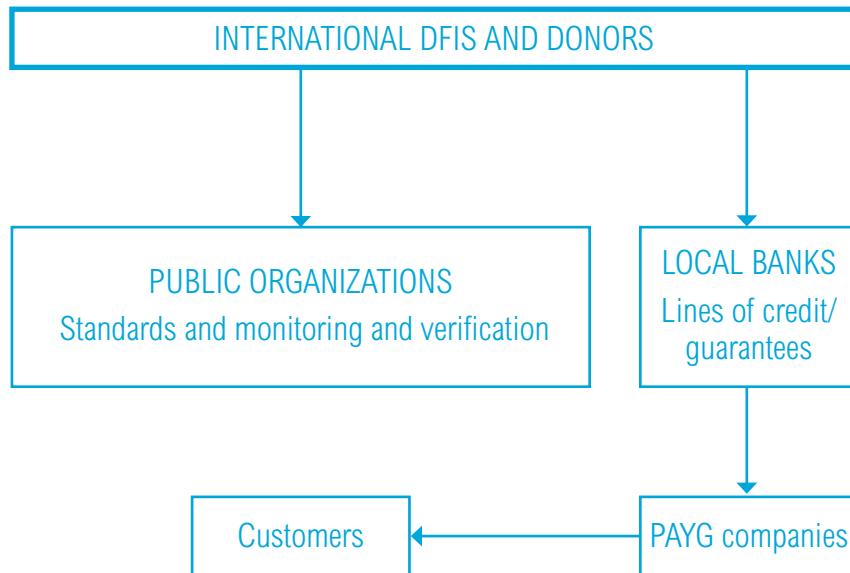 INTERNATIONAL DFIS AND DONORS
PUBLIC ORGANIZATIONS
Standards and monitoring and verification
LOCAL BANKS
Lines of credit/
guarantees
Customers
PAYG companies